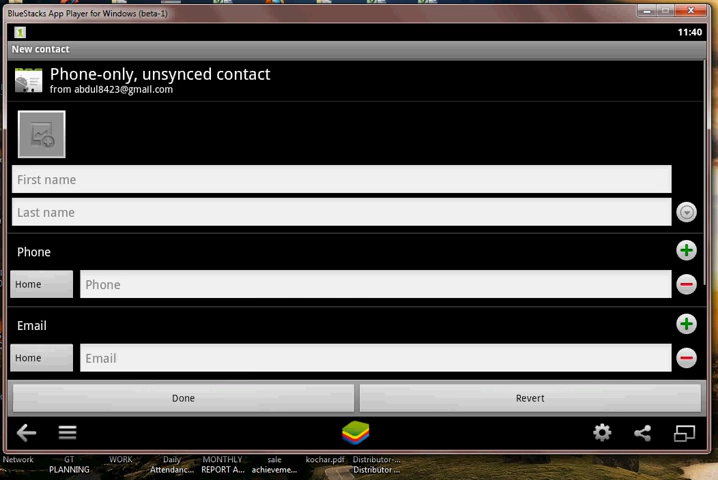 BlueStacks App Player for Windows (beta-1)
11:40
New contact
Phone-only, unsynced contact
from abdul8423@gmail.com
First name
Last name
Phone
Home
Phone
Email
Home
Email
Done
Revert
Network
GT PLANNING
WORK
Daily Attendanc...
MONTHLY REPORT A...
sale achieveme...
kochar.pdf
Distributor-... Distributor ...